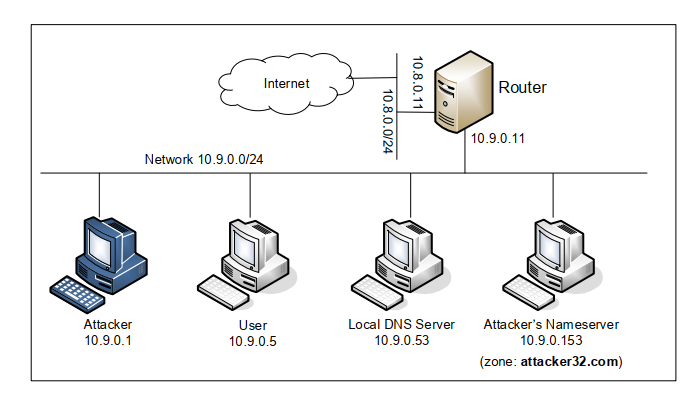 Internet
10.8.0.11
10.8.0.0/24
Router
10.9.0.11
Network 10.9.0.0/24
Attacker
10.9.0.1
User
10.9.0.5
Local DNS Server
10.9.0.53
Attacker's Nameserver
10.9.0.153
(zone: attacker32.com)